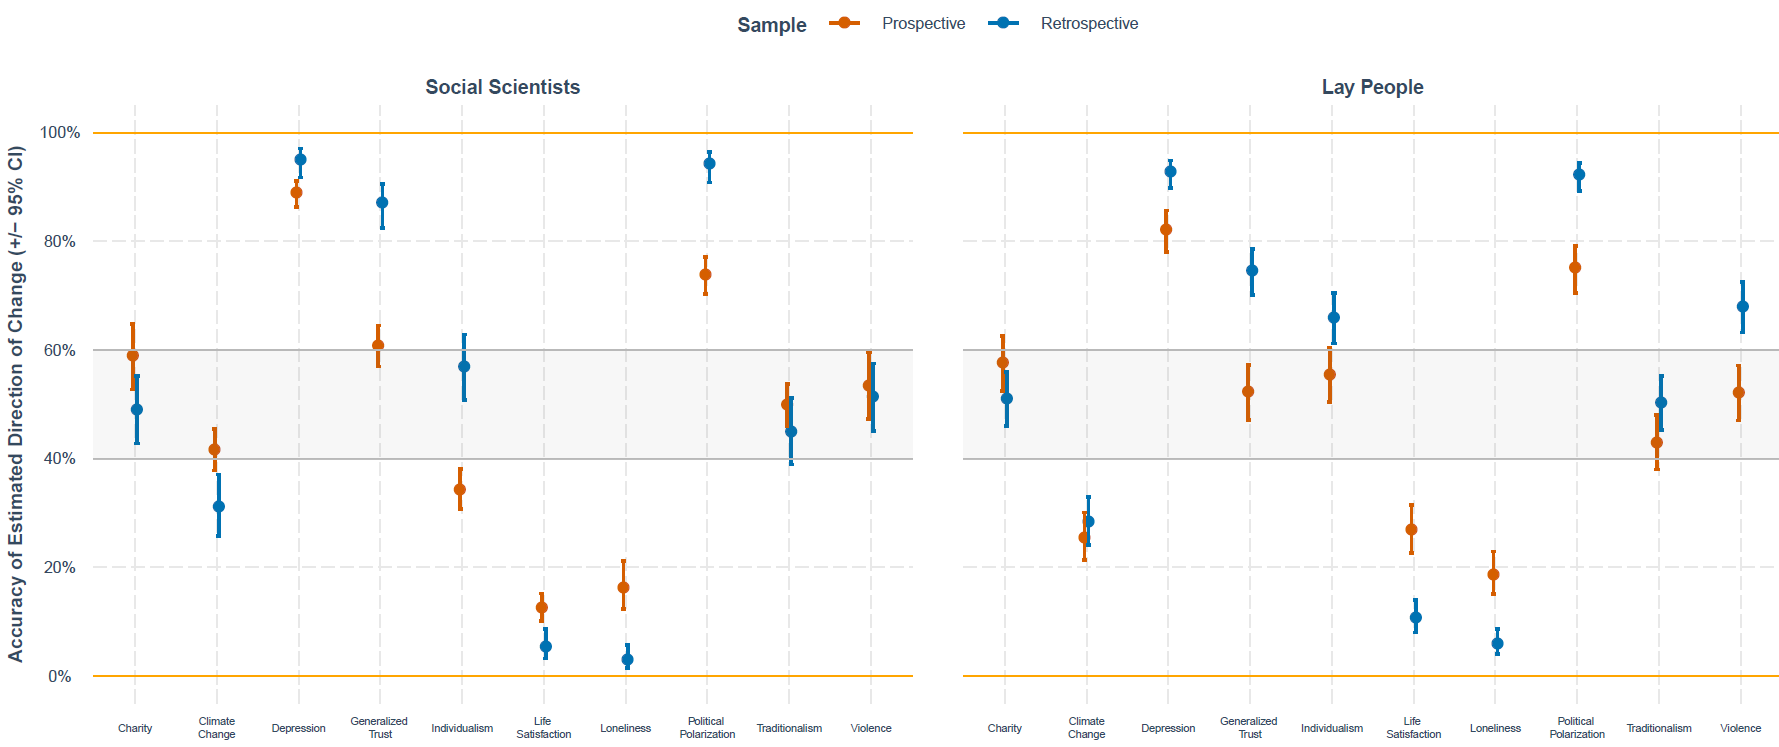 Sample Prospective Retrospective
Social Scientists
Lay People
Accuracy of Estimated Direction of Change (+/− 95% CI)
100%
80%
60%
40%
20%
0%
Charity
Climate
Change
Depression
Generalized
Trust
Individualism
Life
Satisfaction
Loneliness
Political
Polarization
Traditionalism
Violence
Charity
Climate
Change
Depression
Generalized
Trust
Individualism
Life
Satisfaction
Loneliness
Political
Polarization
Traditionalism
Violence